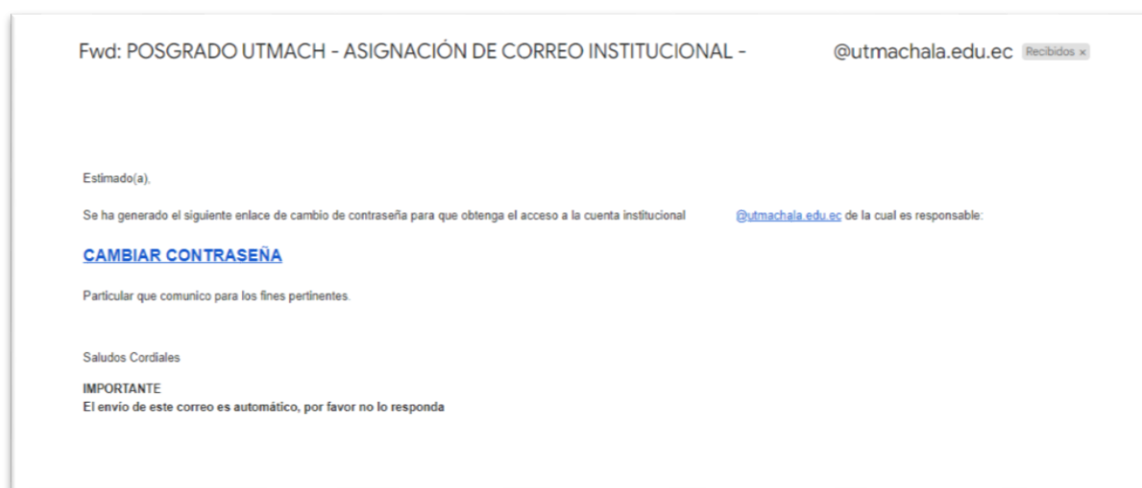 Fwd: POSGRADO UTMACH - ASIGNACIÓN DE CORREO INSTITUCIONAL - @utmachala.edu.ec Recibidos x
Estimado(a),
Se ha generado el siguiente enlace de cambio de contraseña para que obtenga el acceso a la cuenta institucional @utmachala.edu.ec de la cual es responsable:
CAMBIAR CONTRASEÑA
Particular que comunico para los fines pertinentes.
Saludos Cordiales
IMPORTANTE
El envío de este correo es automático, por favor no lo responda